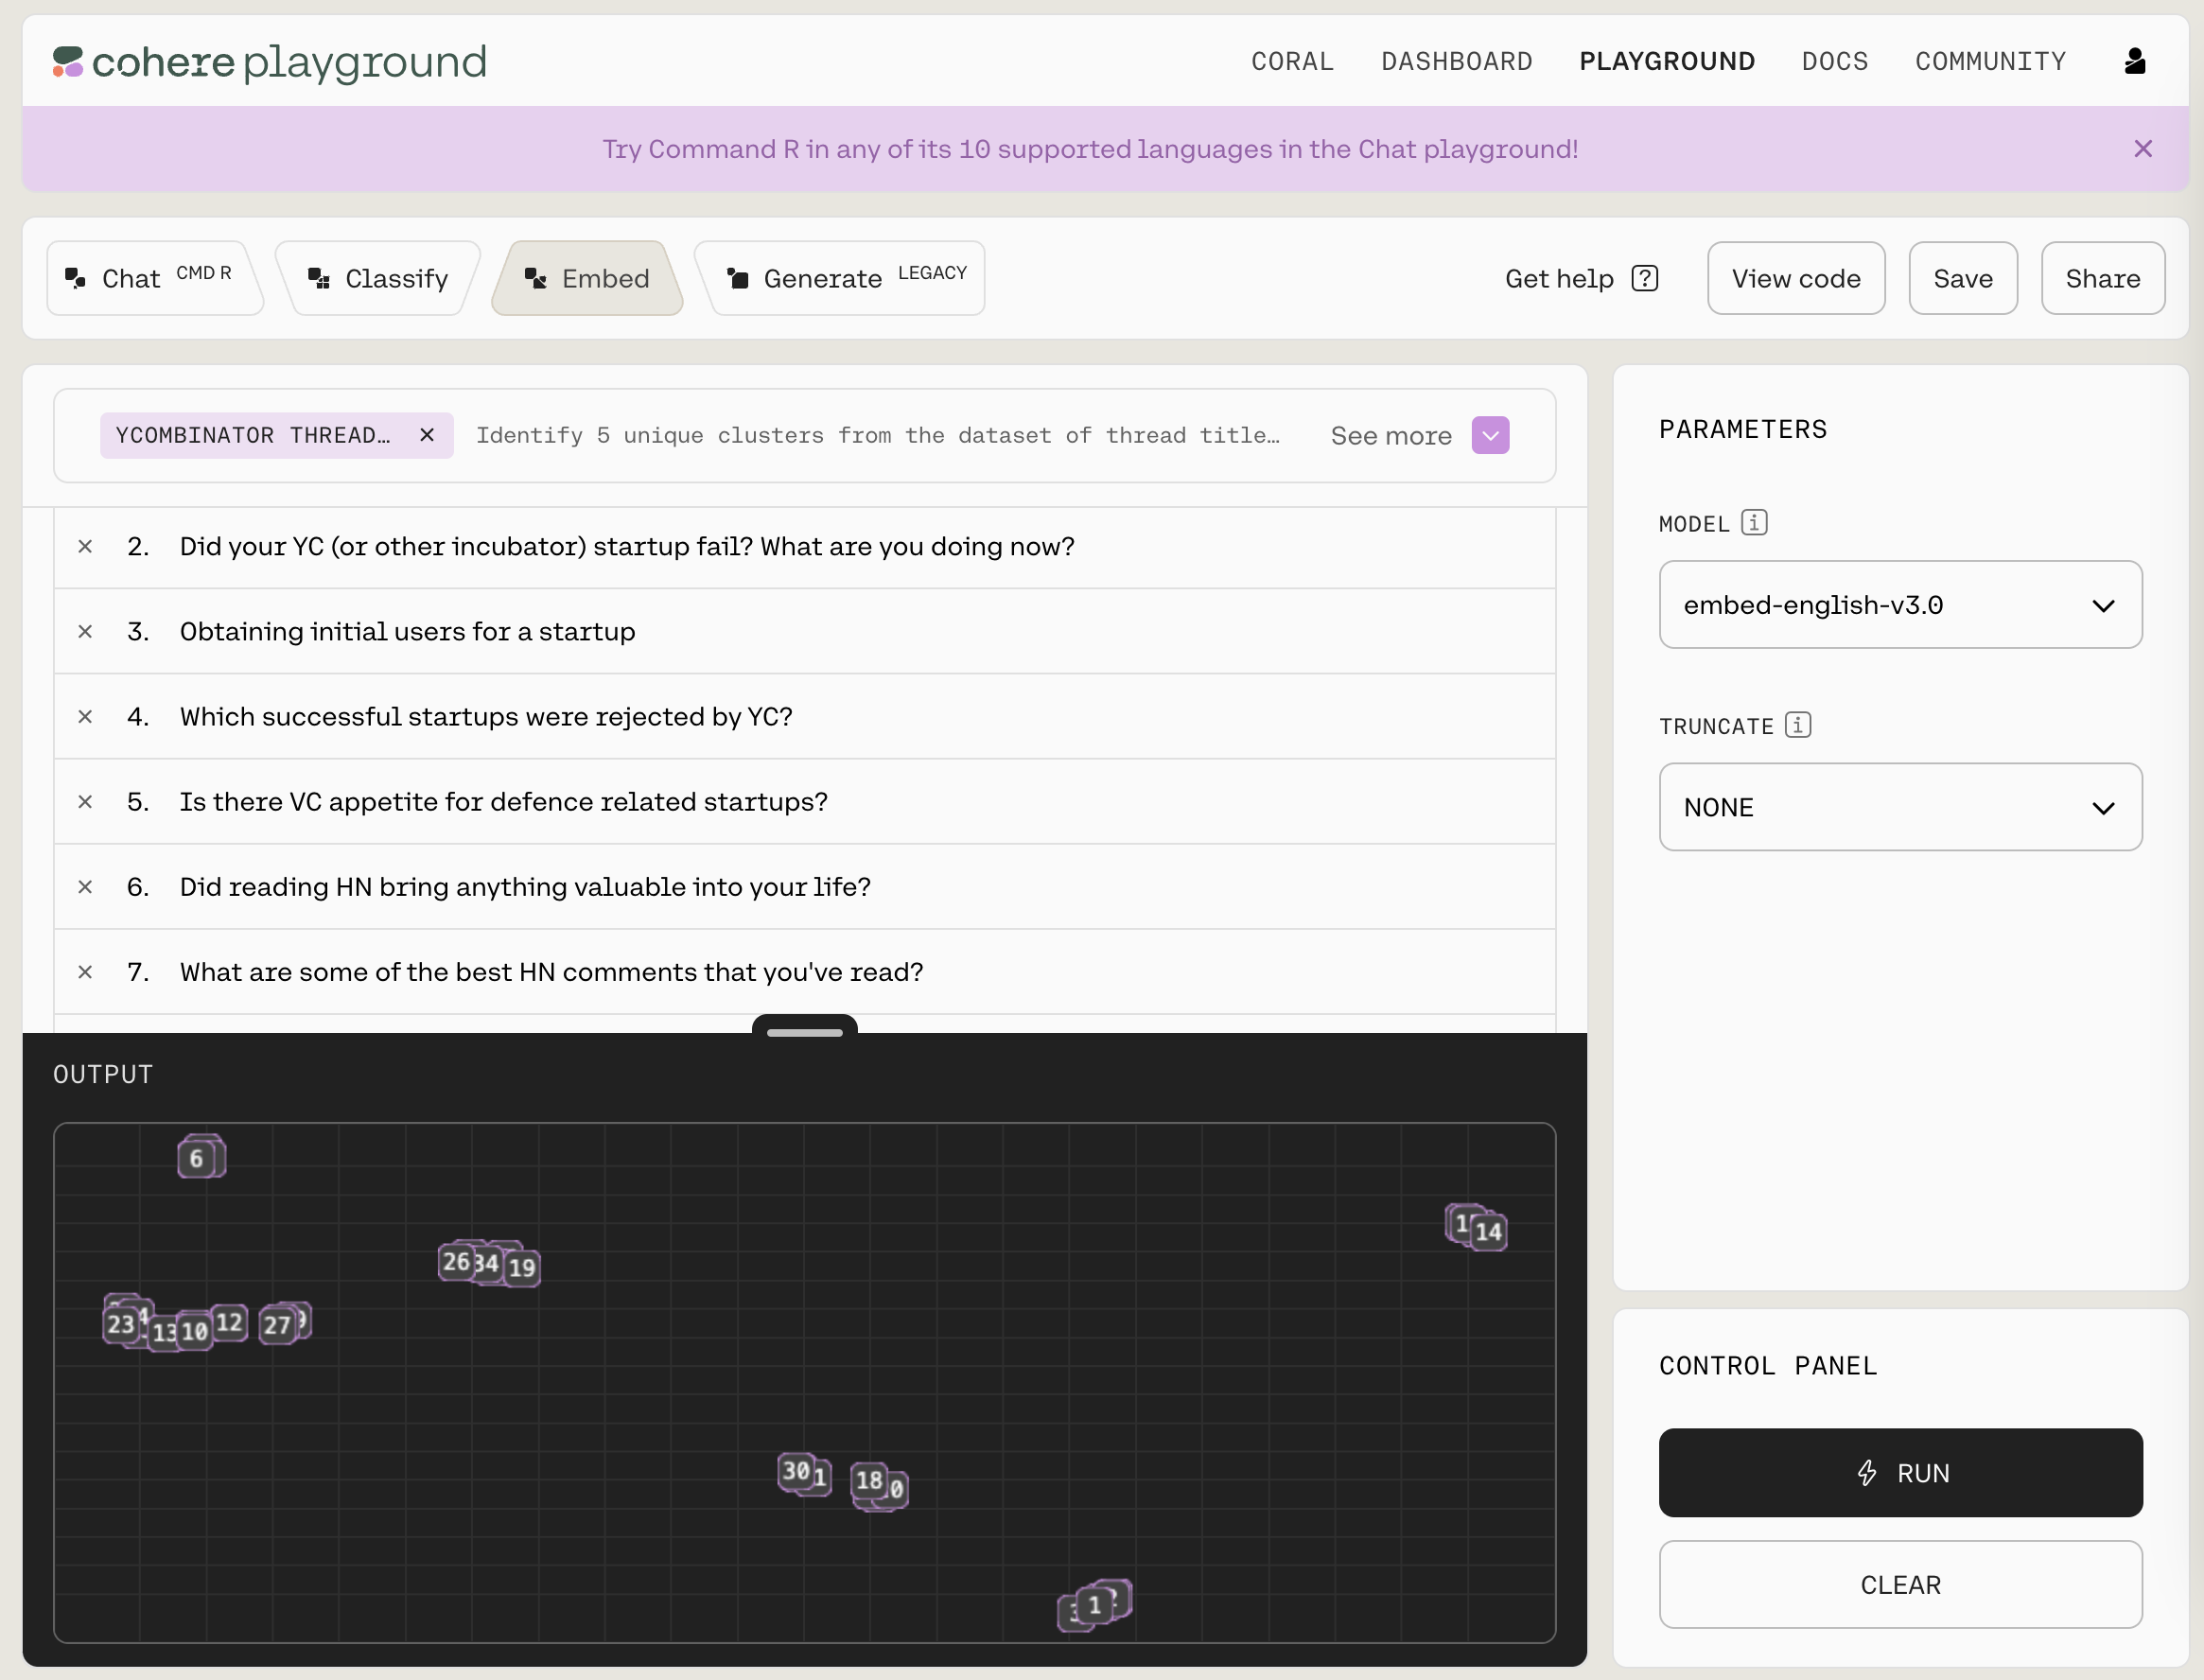 cohere playground
CORAL DASHBOARD PLAYGROUND DOCS COMMUNITY
Try Command R in any of its 10 supported languages in the Chat playground!
Chat CMD R Classify Embed Generate LEGACY Get help ? View code Save Share
YCOMBINATOR THREAD… Identify 5 unique clusters from the dataset of thread title… See more
2. Did your YC (or other incubator) startup fail? What are you doing now?
3. Obtaining initial users for a startup
4. Which successful startups were rejected by YC?
5. Is there VC appetite for defence related startups?
6. Did reading HN bring anything valuable into your life?
7. What are some of the best HN comments that you've read?
OUTPUT
6
14
26 34 19
23 13 10 12 27
30 18
1
PARAMETERS
MODEL i
embed-english-v3.0
TRUNCATE i
NONE
CONTROL PANEL
RUN
CLEAR